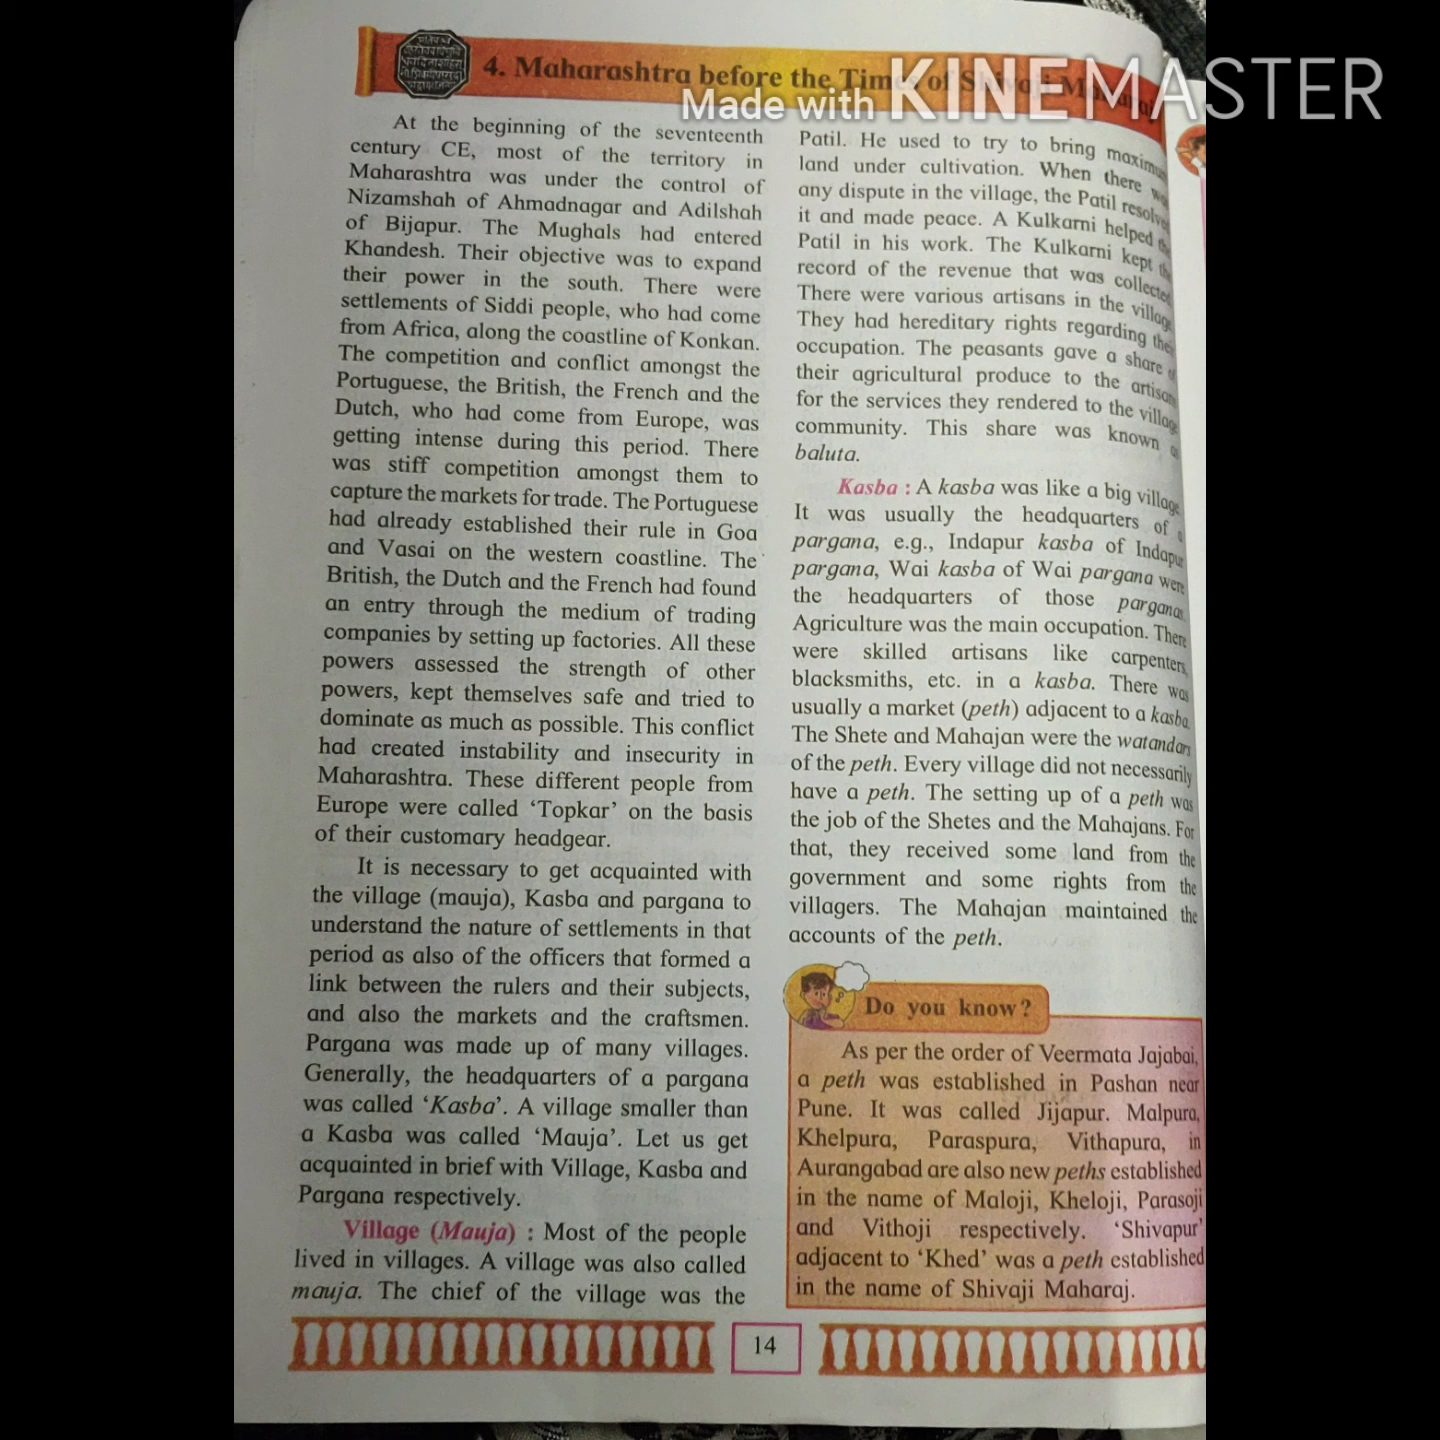 4. Maharashtra before the Times of Shivaji Maharaj
Made with KINEMASTER
At the beginning of the seventeenth
century CE, most of the territory in
Maharashtra was under the control of
Nizamshah of Ahmadnagar and Adilshah
of Bijapur. The Mughals had entered
Khandesh. Their objective was to expand
their power in the south. There were
settlements of Siddi people, who had come
from Africa, along the coastline of Konkan.
The competition and conflict amongst the
Portuguese, the British, the French and the
Dutch, who had come from Europe, was
getting intense during this period. There
was stiff competition amongst them to
capture the markets for trade. The Portuguese
had already established their rule in Goa
and Vasai on the western coastline. The
British, the Dutch and the French had found
an entry through the medium of trading
companies by setting up factories. All these
powers assessed the strength of other
powers, kept themselves safe and tried to
dominate as much as possible. This conflict
had created instability and insecurity in
Maharashtra. These different people from
Europe were called ‘Topkar’ on the basis
of their customary headgear.
It is necessary to get acquainted with
the village (mauja), Kasba and pargana to
understand the nature of settlements in that
period as also of the officers that formed a
link between the rulers and their subjects,
and also the markets and the craftsmen.
Pargana was made up of many villages.
Generally, the headquarters of a pargana
was called ‘Kasba’. A village smaller than
a Kasba was called ‘Mauja’. Let us get
acquainted in brief with Village, Kasba and
Pargana respectively.
Village (Mauja) : Most of the people
lived in villages. A village was also called
mauja. The chief of the village was the
Patil. He used to try to bring maximum
land under cultivation. When there was
any dispute in the village, the Patil resolved
it and made peace. A Kulkarni helped the
Patil in his work. The Kulkarni kept the
record of the revenue that was collected
There were various artisans in the village
They had hereditary rights regarding their
occupation. The peasants gave a share of
their agricultural produce to the artisans
for the services they rendered to the village
community. This share was known as
baluta.
Kasba : A kasba was like a big village
It was usually the headquarters of a
pargana, e.g., Indapur kasba of Indapur
pargana, Wai kasba of Wai pargana were
the headquarters of those parganas
Agriculture was the main occupation. There
were skilled artisans like carpenters,
blacksmiths, etc. in a kasba. There was
usually a market (peth) adjacent to a kasba.
The Shete and Mahajan were the watandars
of the peth. Every village did not necessarily
have a peth. The setting up of a peth was
the job of the Shetes and the Mahajans. For
that, they received some land from the
government and some rights from the
villagers. The Mahajan maintained the
accounts of the peth.
Do you know?
As per the order of Veermata Jajabai,
a peth was established in Pashan near
Pune. It was called Jijapur. Malpura,
Khelpura, Paraspura, Vithapura, in
Aurangabad are also new peths established
in the name of Maloji, Kheloji, Parasoji
and Vithoji respectively. ‘Shivapur’
adjacent to ‘Khed’ was a peth established
in the name of Shivaji Maharaj.
14